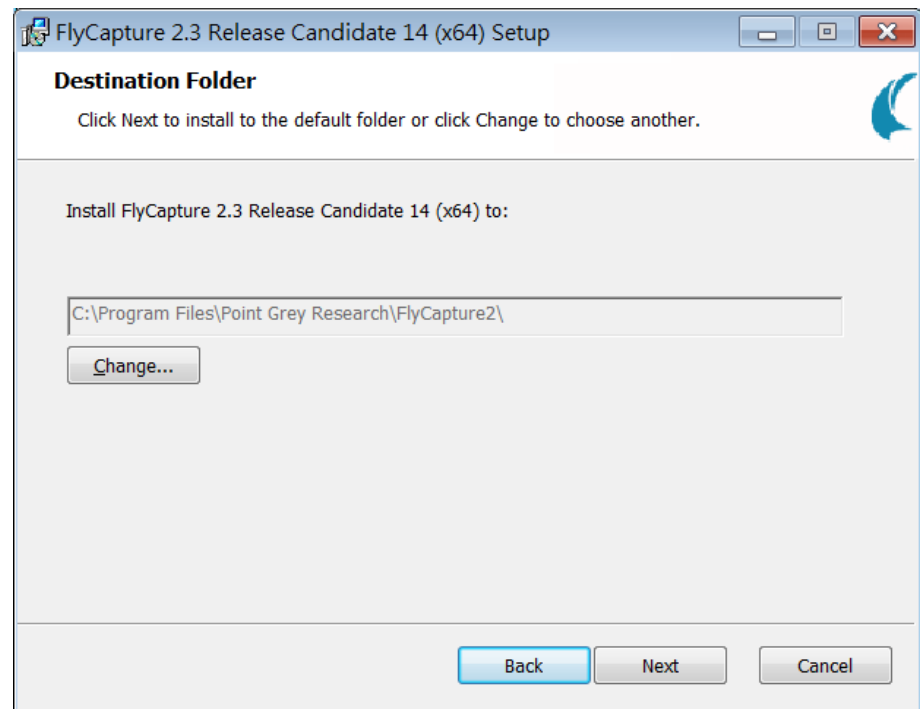 FlyCapture 2.3 Release Candidate 14 (x64) Setup
Destination Folder
Click Next to install to the default folder or click Change to choose another.
Install FlyCapture 2.3 Release Candidate 14 (x64) to:
C:\Program Files\Point Grey Research\FlyCapture2\
Change...
Back Next Cancel